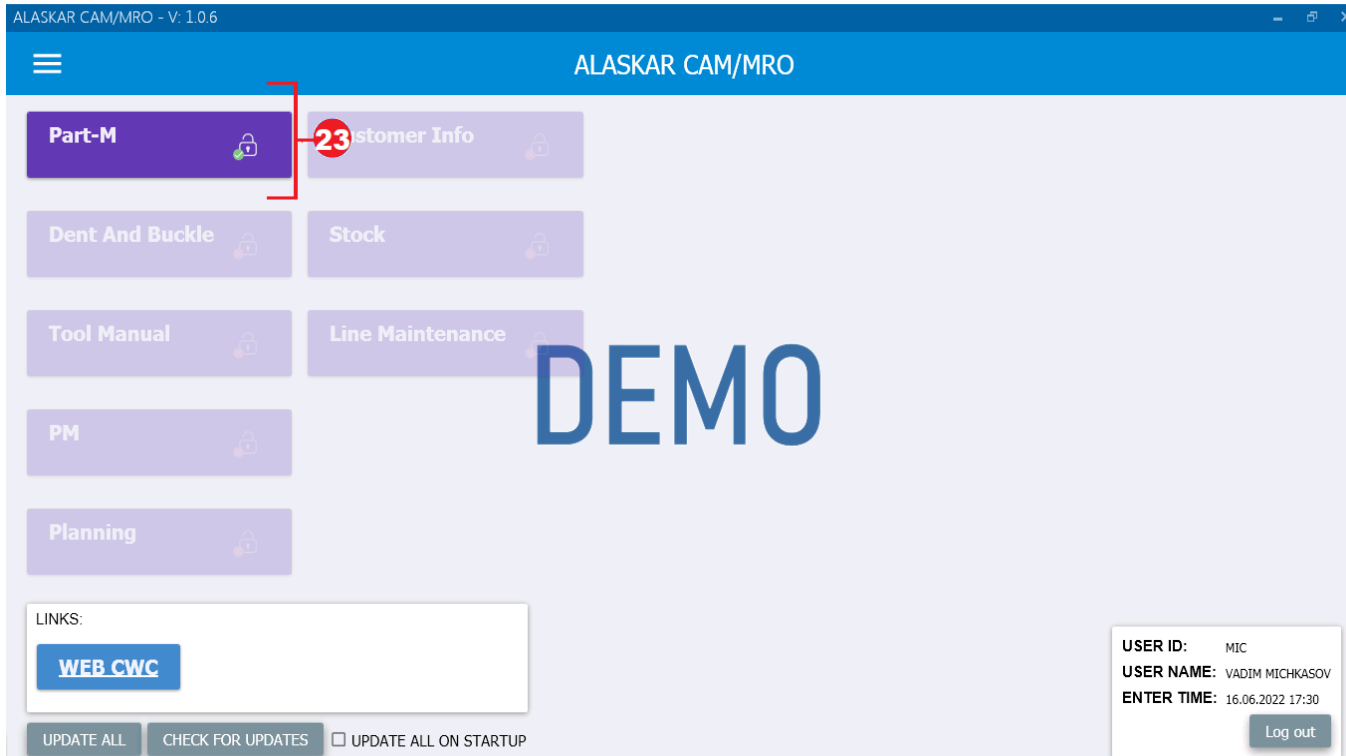 ALASKAR CAM/MRO - V: 1.0.6
ALASKAR CAM/MRO
Part-M
23
stomer Info
Dent And Buckle
Stock
Tool Manual
Line Maintenance
DEMO
PM
Planning
LINKS:
WEB CWC
USER ID: MIC
USER NAME: VADIM MICHKASOV
ENTER TIME: 16.06.2022 17:30
Log out
UPDATE ALL
CHECK FOR UPDATES
UPDATE ALL ON STARTUP